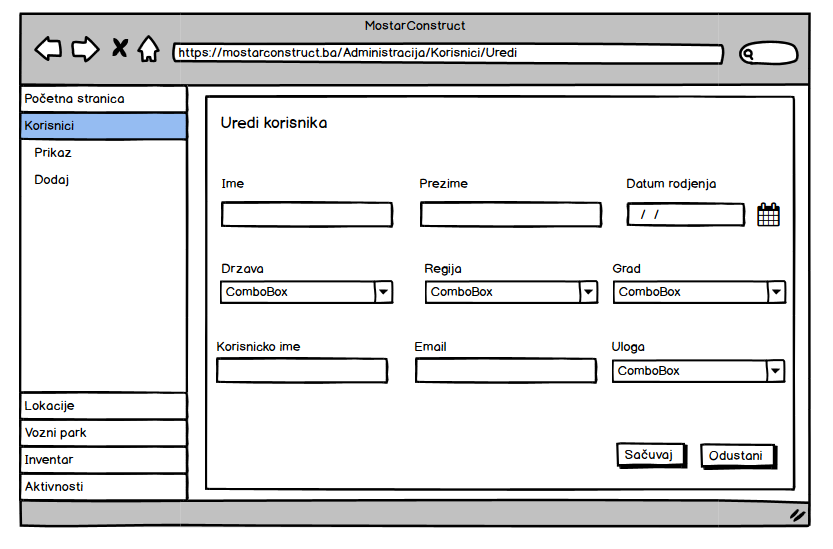 MostarConstruct
https://mostarconstruct.ba/Administracija/Korisnici/Uredi
Početna stranica
Korisnici
Prikaz
Dodaj
Lokacije
Vozni park
Inventar
Aktivnosti
Uredi korisnika
Ime Prezime Datum rodjenja
/ /
Drzava Regija Grad
ComboBox ComboBox ComboBox
Korisnicko ime Email Uloga
ComboBox
Sačuvaj Odustani